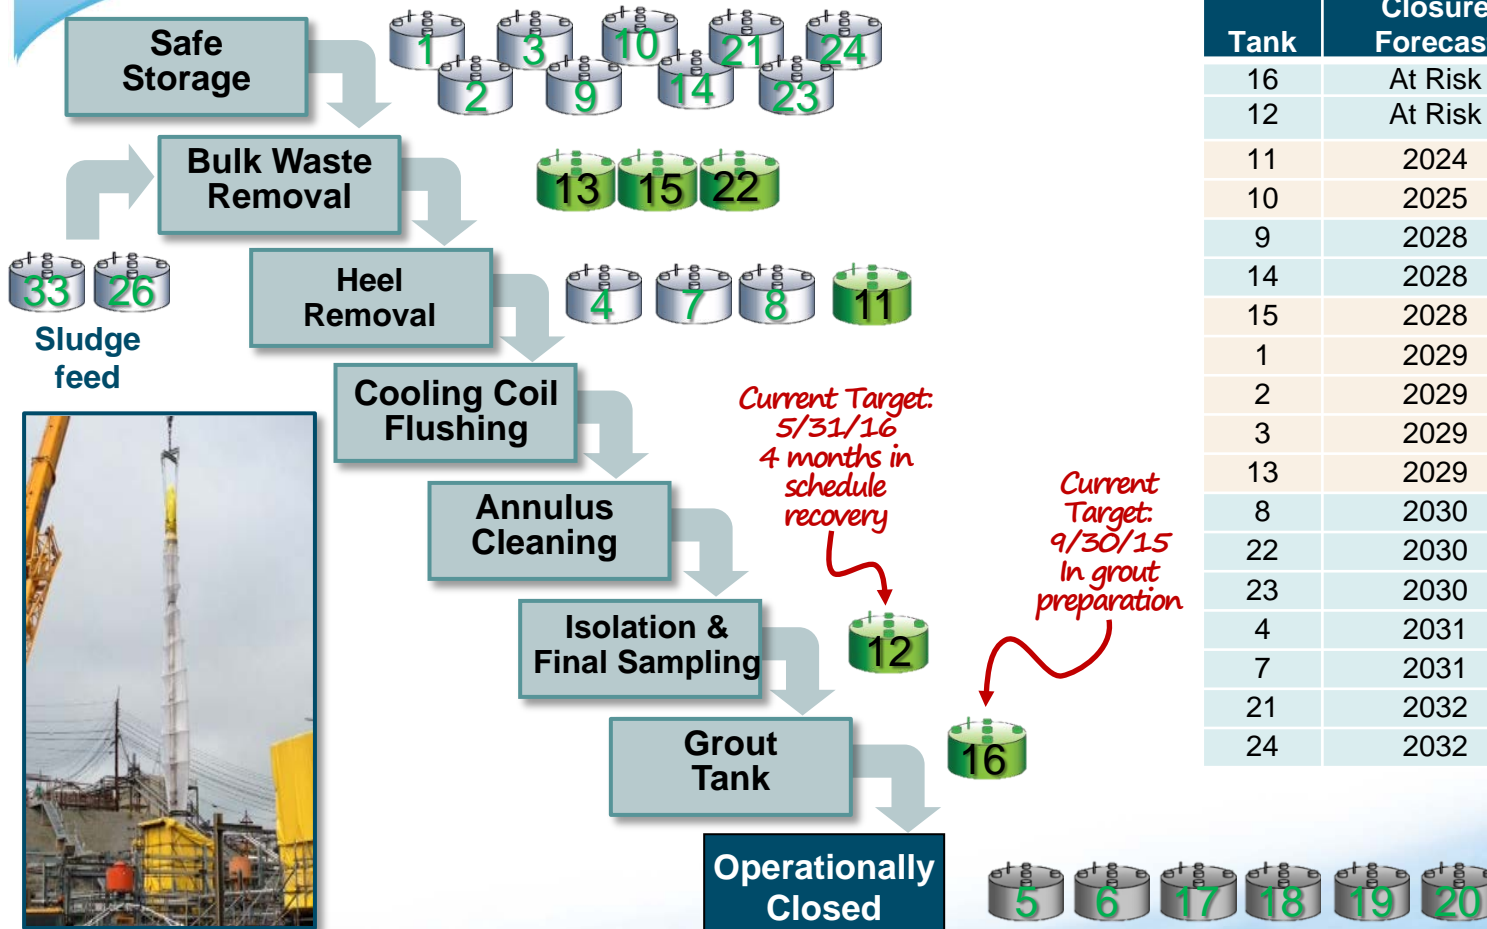 Safe
Storage
1 3 10 21 24
2 9 14 23
Bulk Waste
Removal
13 15 22
33 26
Sludge
feed
Heel
Removal
4 7 8 11
Cooling Coil
Flushing
Annulus
Cleaning
Current Target:
5/31/16
4 months in
schedule
recovery
Isolation &
Final Sampling
12
Current
Target:
9/30/15
In grout
preparation
Grout
Tank
16
Operationally
Closed
5 6 17 18 19 20
Closure
Tank Forecas
16 At Risk
12 At Risk
11 2024
10 2025
9 2028
14 2028
15 2028
1 2029
2 2029
3 2029
13 2029
8 2030
22 2030
23 2030
4 2031
7 2031
21 2032
24 2032